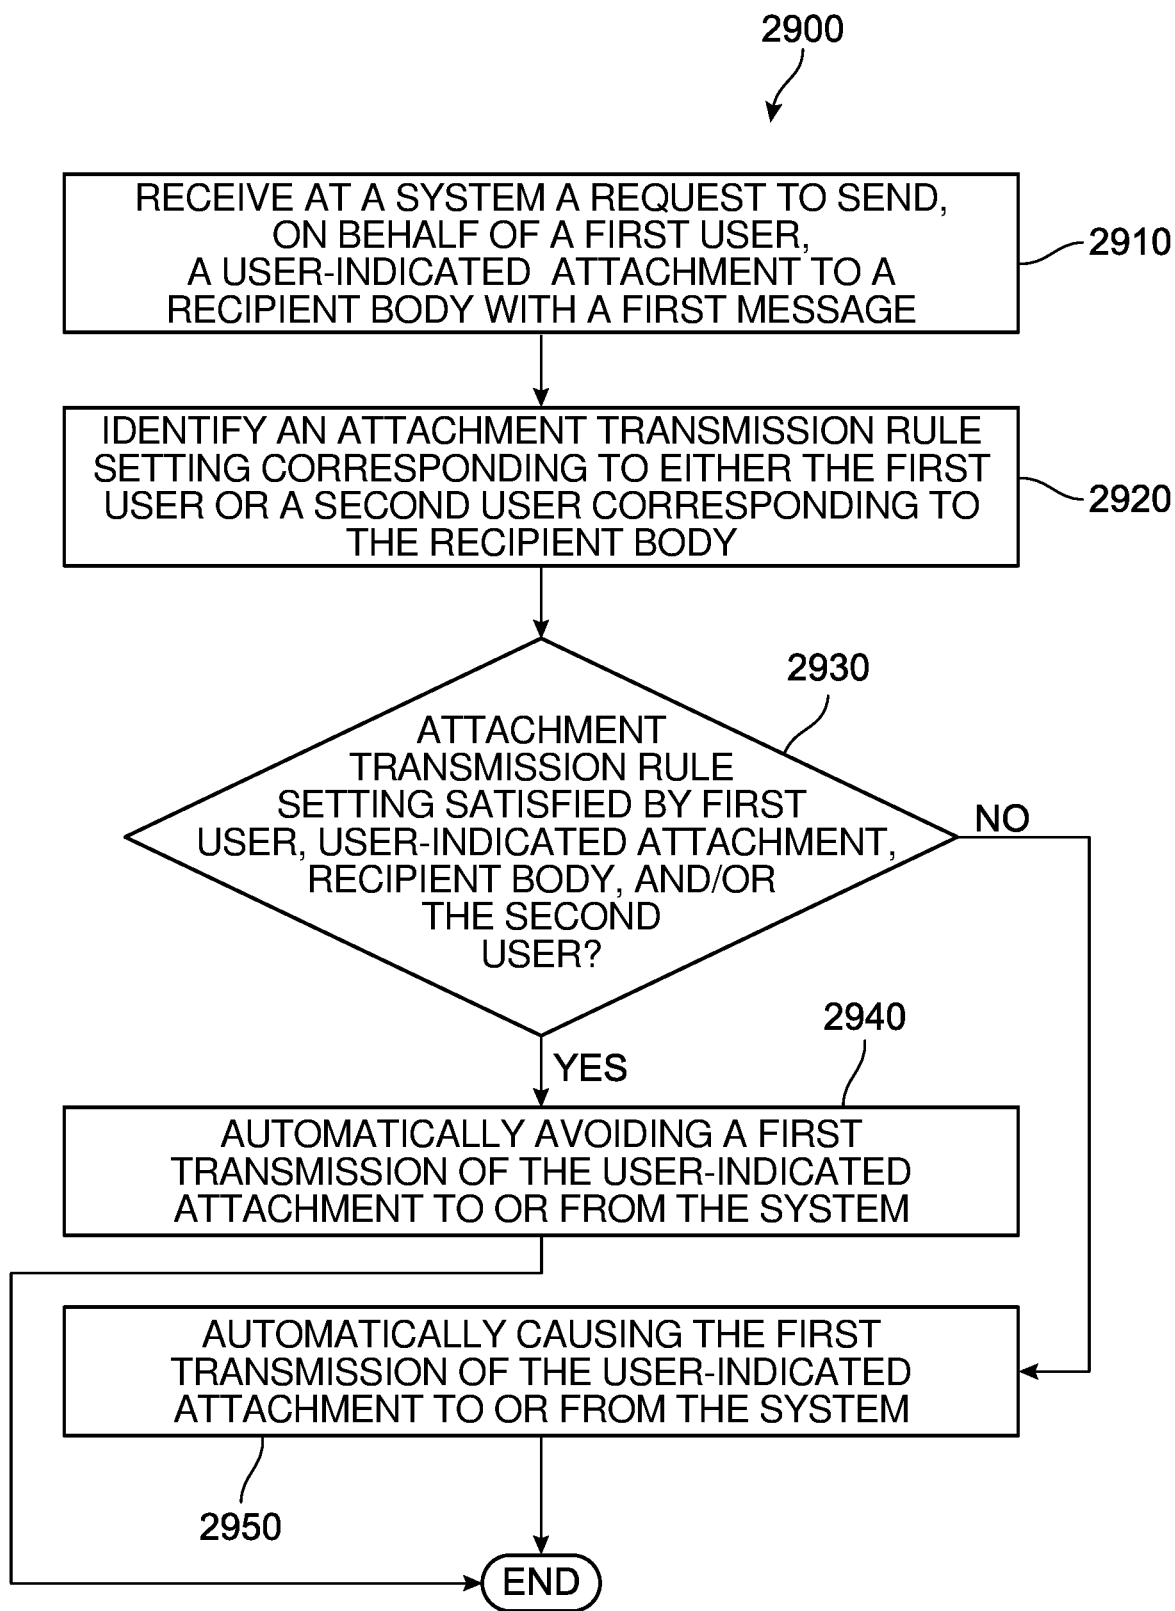 2900
RECEIVE AT A SYSTEM A REQUEST TO SEND,
ON BEHALF OF A FIRST USER,
A USER-INDICATED ATTACHMENT TO A
RECIPIENT BODY WITH A FIRST MESSAGE
2910
IDENTIFY AN ATTACHMENT TRANSMISSION RULE
SETTING CORRESPONDING TO EITHER THE FIRST
USER OR A SECOND USER CORRESPONDING TO
THE RECIPIENT BODY
2920
2930
ATTACHMENT
TRANSMISSION RULE
SETTING SATISFIED BY FIRST
USER, USER-INDICATED ATTACHMENT,
RECIPIENT BODY, AND/OR
THE SECOND
USER?
NO
YES
2940
AUTOMATICALLY AVOIDING A FIRST
TRANSMISSION OF THE USER-INDICATED
ATTACHMENT TO OR FROM THE SYSTEM
AUTOMATICALLY CAUSING THE FIRST
TRANSMISSION OF THE USER-INDICATED
ATTACHMENT TO OR FROM THE SYSTEM
2950
END